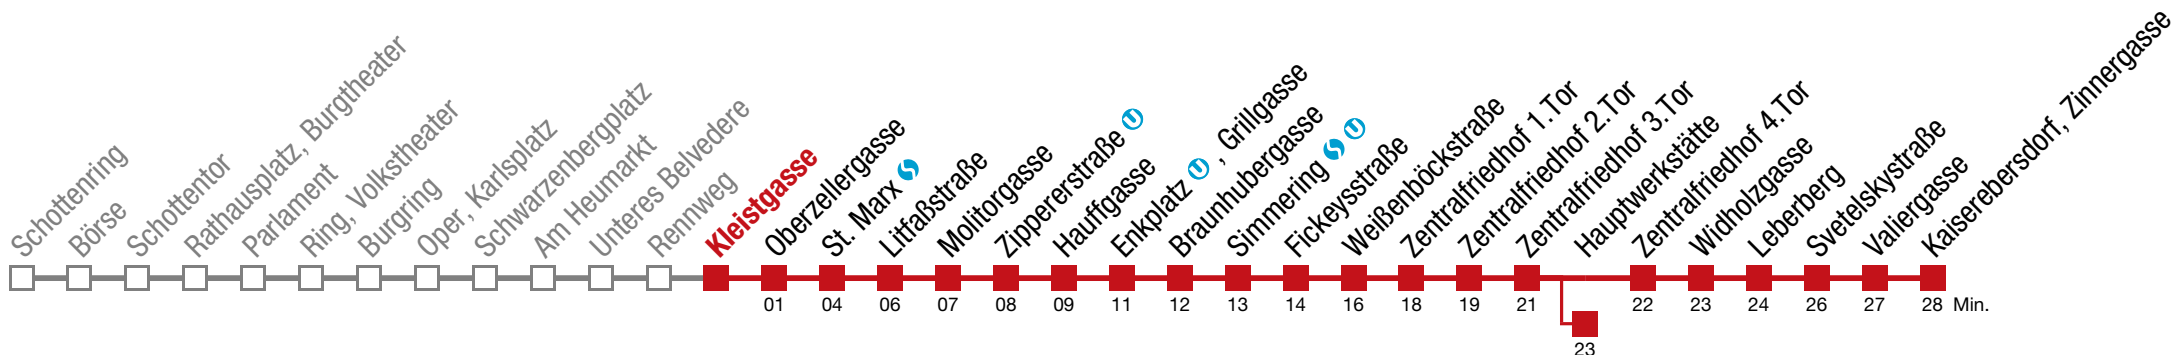 Schottenring
Börse
Schottentor
Rathausplatz, Burgtheater
Parlament
Ring, Volkstheater
Burgring
Oper, Karlsplatz
Schwarzenbergplatz
Am Heumarkt
Unteres Belvedere
Rennweg
Kleistgasse
Oberzellergasse
St. Marx S
Litfaßstraße
Molitorgasse
Zippererstraße U
Hauffgasse
Enkplatz U , Grillgasse
Braunhubergasse
Simmering S U
Fickeysstraße
Weißenböckstraße
Zentralfriedhof 1.Tor
Zentralfriedhof 2.Tor
Zentralfriedhof 3.Tor
Hauptwerkstätte
Zentralfriedhof 4.Tor
Widholzgasse
Leberberg
Svetelskystraße
Valiergasse
Kaiserebersdorf, Zinnergasse
01 04 06 07 08 09 11 12 13 14 16 18 19 21 22 23 24 26 27 28 Min.
23